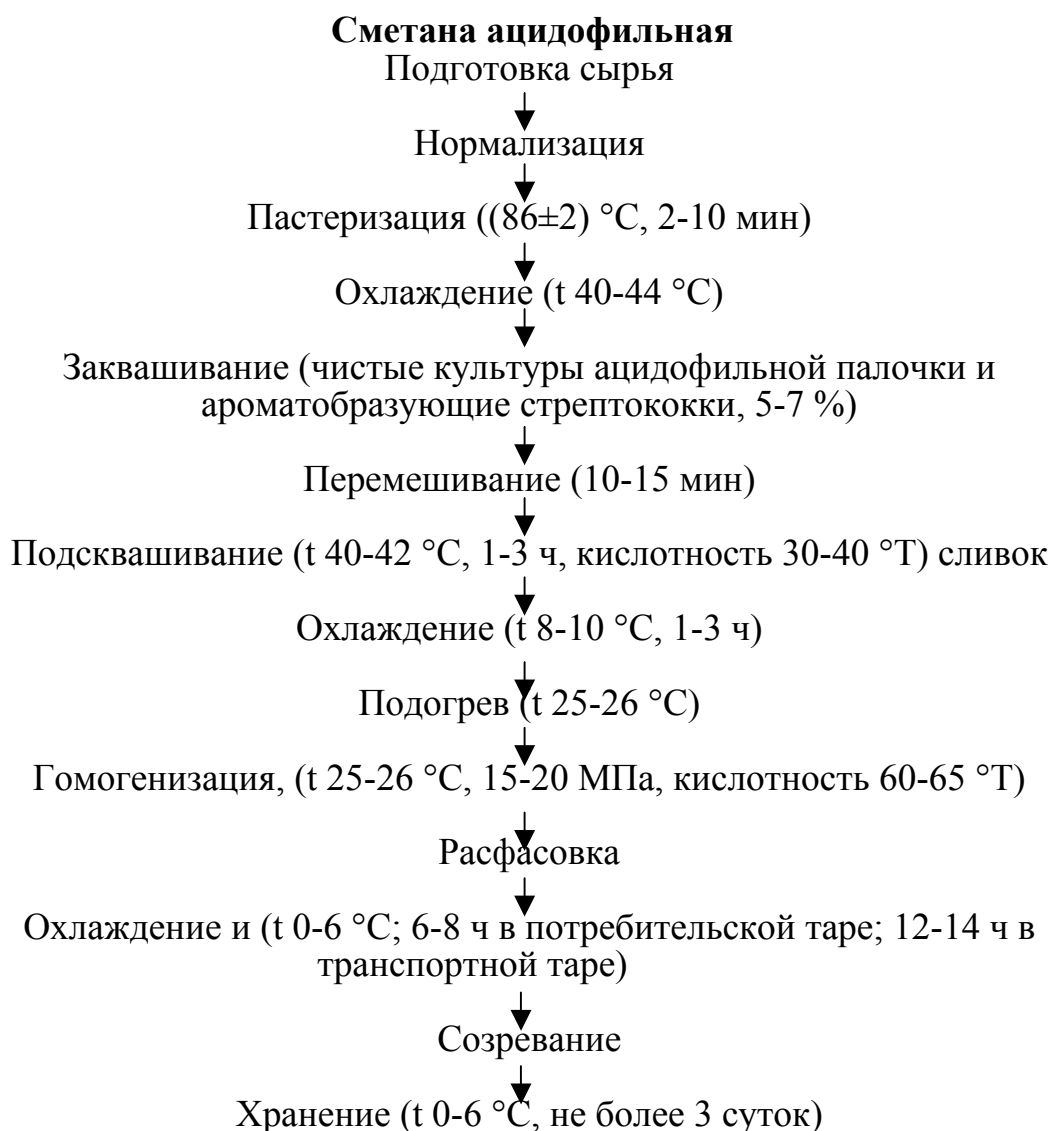 Сметана ацидофильная
Подготовка сырья
Нормализация
Пастеризация ((86±2) °С, 2-10 мин)
Охлаждение (t 40-44 °С)
Заквашивание (чистые культуры ацидофильной палочки и
ароматобразующие стрептококки, 5-7 %)
Перемешивание (10-15 мин)
Подсквашивание (t 40-42 °С, 1-3 ч, кислотность 30-40 °Т) сливок
Охлаждение (t 8-10 °С, 1-3 ч)
Подогрев (t 25-26 °С)
Гомогенизация, (t 25-26 °С, 15-20 МПа, кислотность 60-65 °Т)
Расфасовка
Охлаждение и (t 0-6 °С; 6-8 ч в потребительской таре; 12-14 ч в
транспортной таре)
Созревание
Хранение (t 0-6 °С, не более 3 суток)